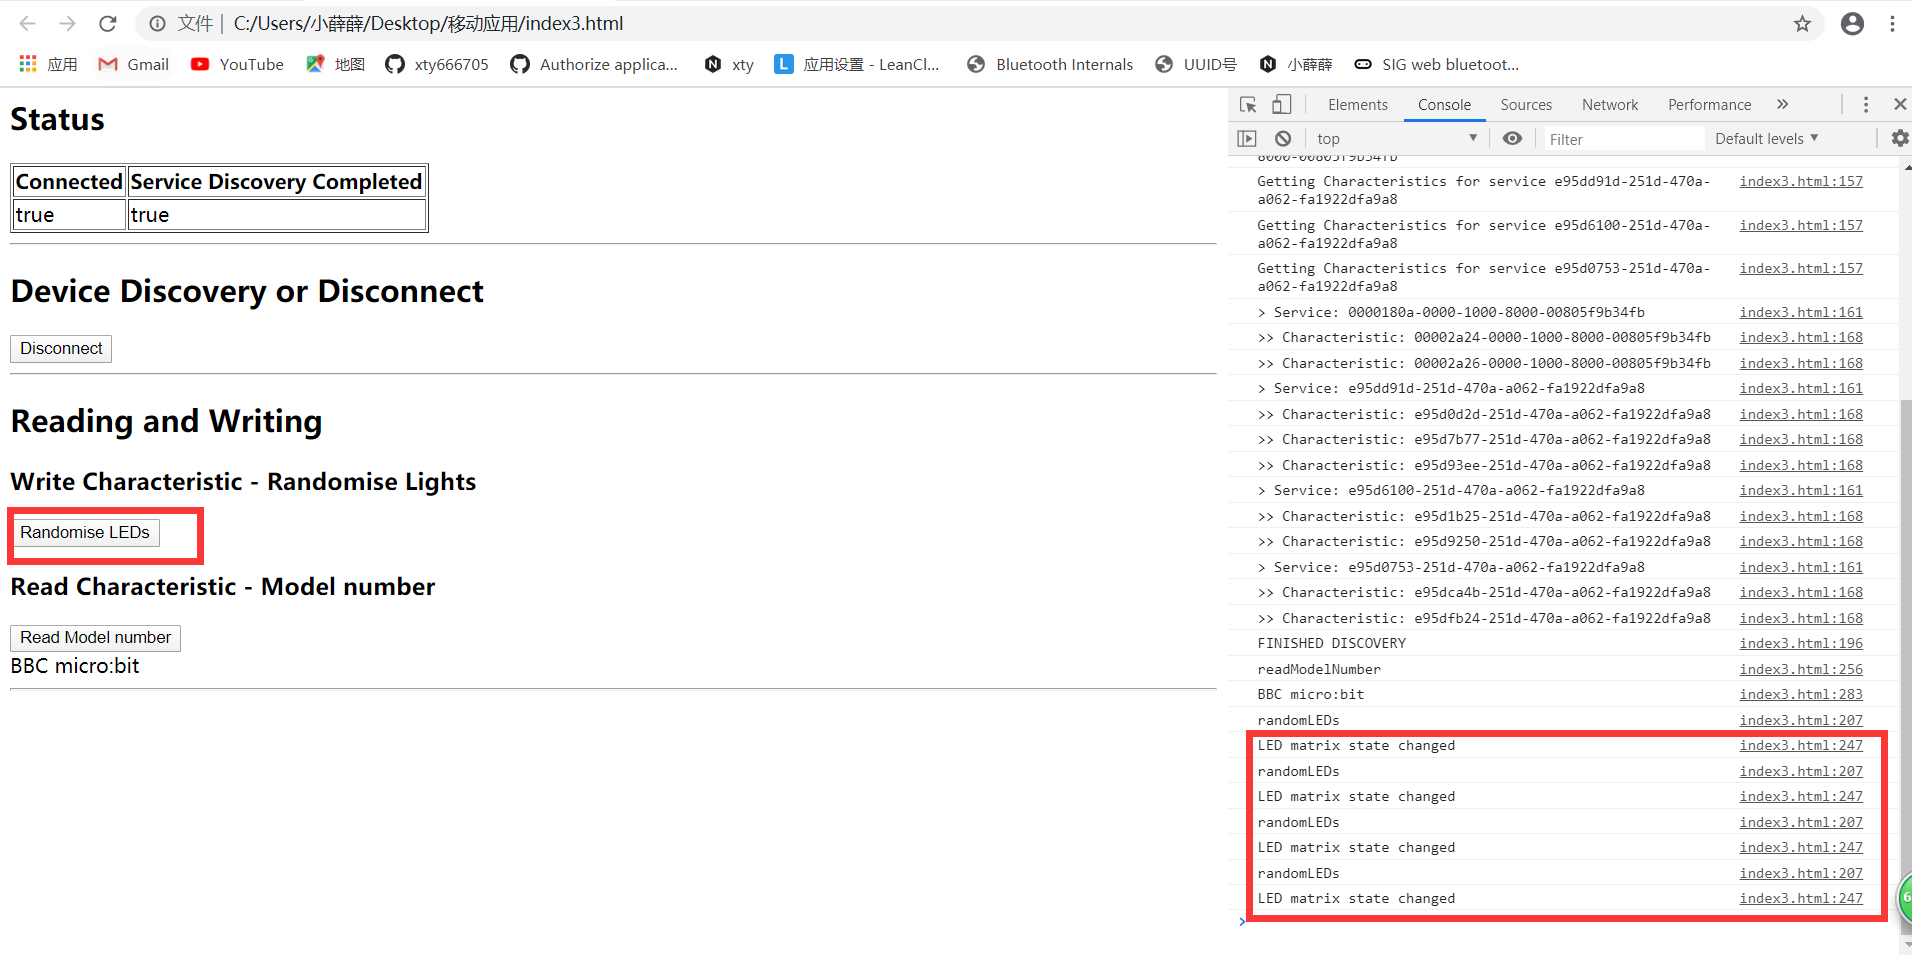 文件 C:/Users/小薛薛/Desktop/移动应用/index3.html
应用 Gmail YouTube 地图 xty666705 Authorize applica... xty 应用设置 - LeanCl... Bluetooth Internals UUID号 小薛薛 SIG web bluetoot...
Status
Connected Service Discovery Completed
true true
Device Discovery or Disconnect
Disconnect
Reading and Writing
Write Characteristic - Randomise Lights
Randomise LEDs
Read Characteristic - Model number
Read Model number
BBC micro:bit
Elements Console Sources Network Performance »
top Filter Default levels
8000-00805f9b34fb
Getting Characteristics for service e95dd91d-251d-470a- index3.html:157
a062-fa1922dfa9a8
Getting Characteristics for service e95d6100-251d-470a- index3.html:157
a062-fa1922dfa9a8
Getting Characteristics for service e95d0753-251d-470a- index3.html:157
a062-fa1922dfa9a8
> Service: 0000180a-0000-1000-8000-00805f9b34fb index3.html:161
>> Characteristic: 00002a24-0000-1000-8000-00805f9b34fb index3.html:168
>> Characteristic: 00002a26-0000-1000-8000-00805f9b34fb index3.html:168
> Service: e95dd91d-251d-470a-a062-fa1922dfa9a8 index3.html:161
>> Characteristic: e95d0d2d-251d-470a-a062-fa1922dfa9a8 index3.html:168
>> Characteristic: e95d7b77-251d-470a-a062-fa1922dfa9a8 index3.html:168
>> Characteristic: e95d93ee-251d-470a-a062-fa1922dfa9a8 index3.html:168
> Service: e95d6100-251d-470a-a062-fa1922dfa9a8 index3.html:161
>> Characteristic: e95d1b25-251d-470a-a062-fa1922dfa9a8 index3.html:168
>> Characteristic: e95d9250-251d-470a-a062-fa1922dfa9a8 index3.html:168
> Service: e95d0753-251d-470a-a062-fa1922dfa9a8 index3.html:161
>> Characteristic: e95dca4b-251d-470a-a062-fa1922dfa9a8 index3.html:168
>> Characteristic: e95dfb24-251d-470a-a062-fa1922dfa9a8 index3.html:168
FINISHED DISCOVERY index3.html:196
readModelNumber index3.html:256
BBC micro:bit index3.html:283
randomLEDs index3.html:207
LED matrix state changed index3.html:247
randomLEDs index3.html:207
LED matrix state changed index3.html:247
randomLEDs index3.html:207
LED matrix state changed index3.html:247
randomLEDs index3.html:207
LED matrix state changed index3.html:247
>